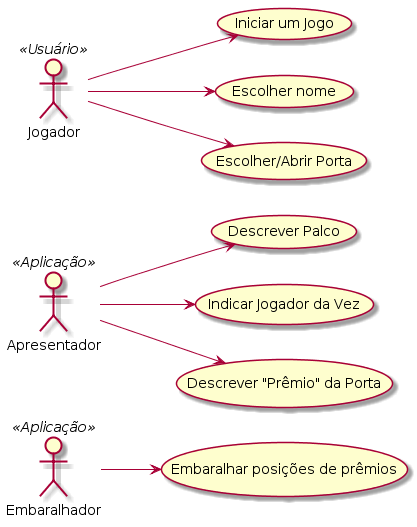 Iniciar um Jogo
«Usuário»
Escolher nome
Jogador
Escolher/Abrir Porta
Descrever Palco
«Aplicação»
Indicar Jogador da Vez
Apresentador
Descrever "Prêmio" da Porta
«Aplicação»
Embaralhar posições de prêmios
Embaralhador